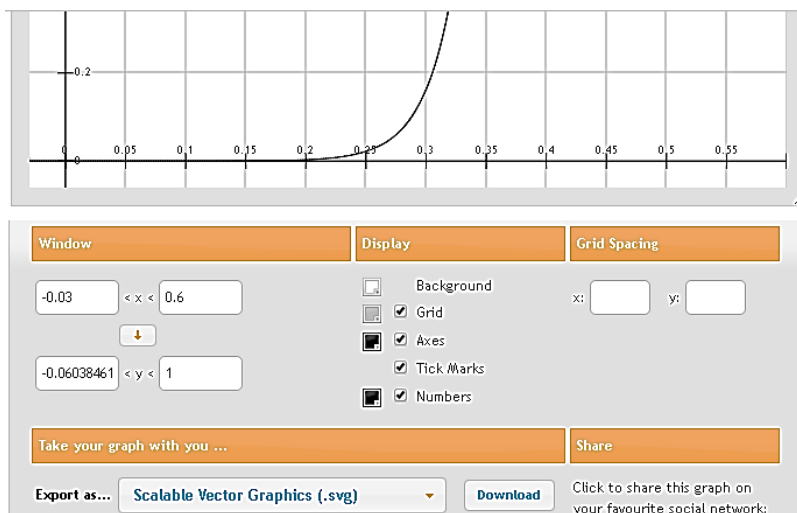 0.2
0 0.05 0.1 0.15 0.2 0.25 0.3 0.35 0.4 0.45 0.5 0.55
0
Window Display Grid Spacing
Background
-0.03 < x < 0.6 x: y:
Grid
Axes
Tick Marks
-0.06038461 < y < 1
Numbers
Take your graph with you ... Share
Export as... Scalable Vector Graphics (.svg) Download Click to share this graph on
your favourite social network: